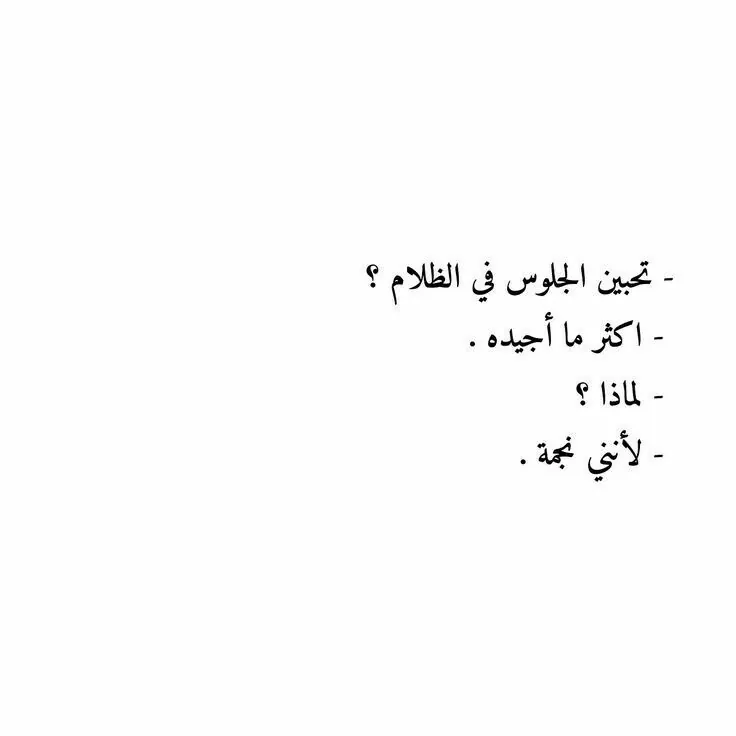 - تحبين الجلوس في الظلام ؟
- اكثر ما أجيده .
- لماذا ؟
- لأنني نجمة .